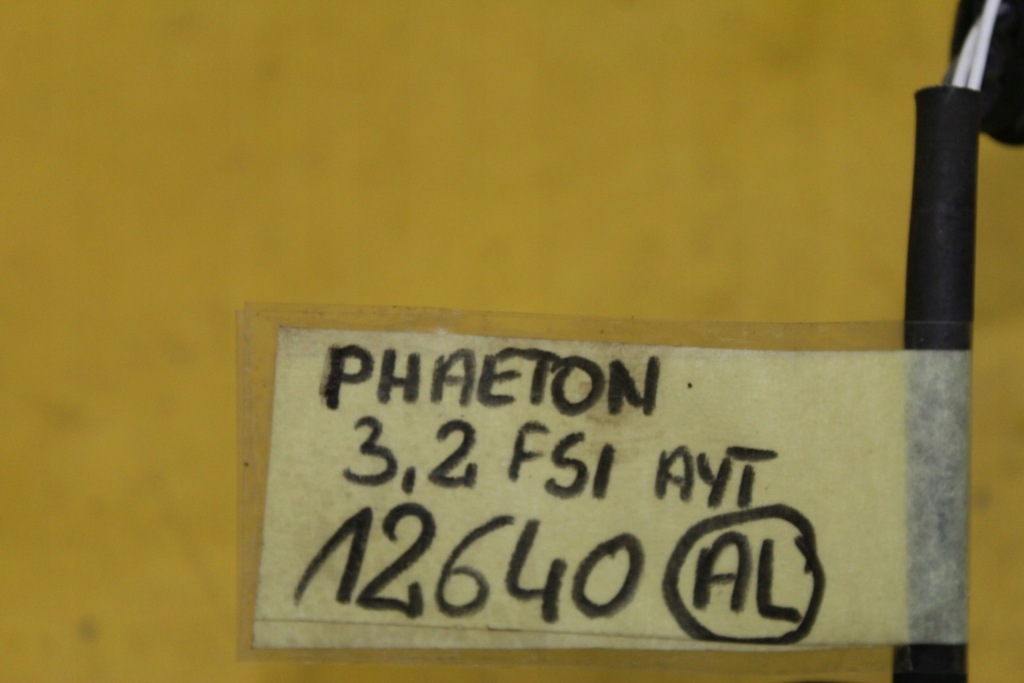 PHAETON
3,2 FSI AYT
12640 AL